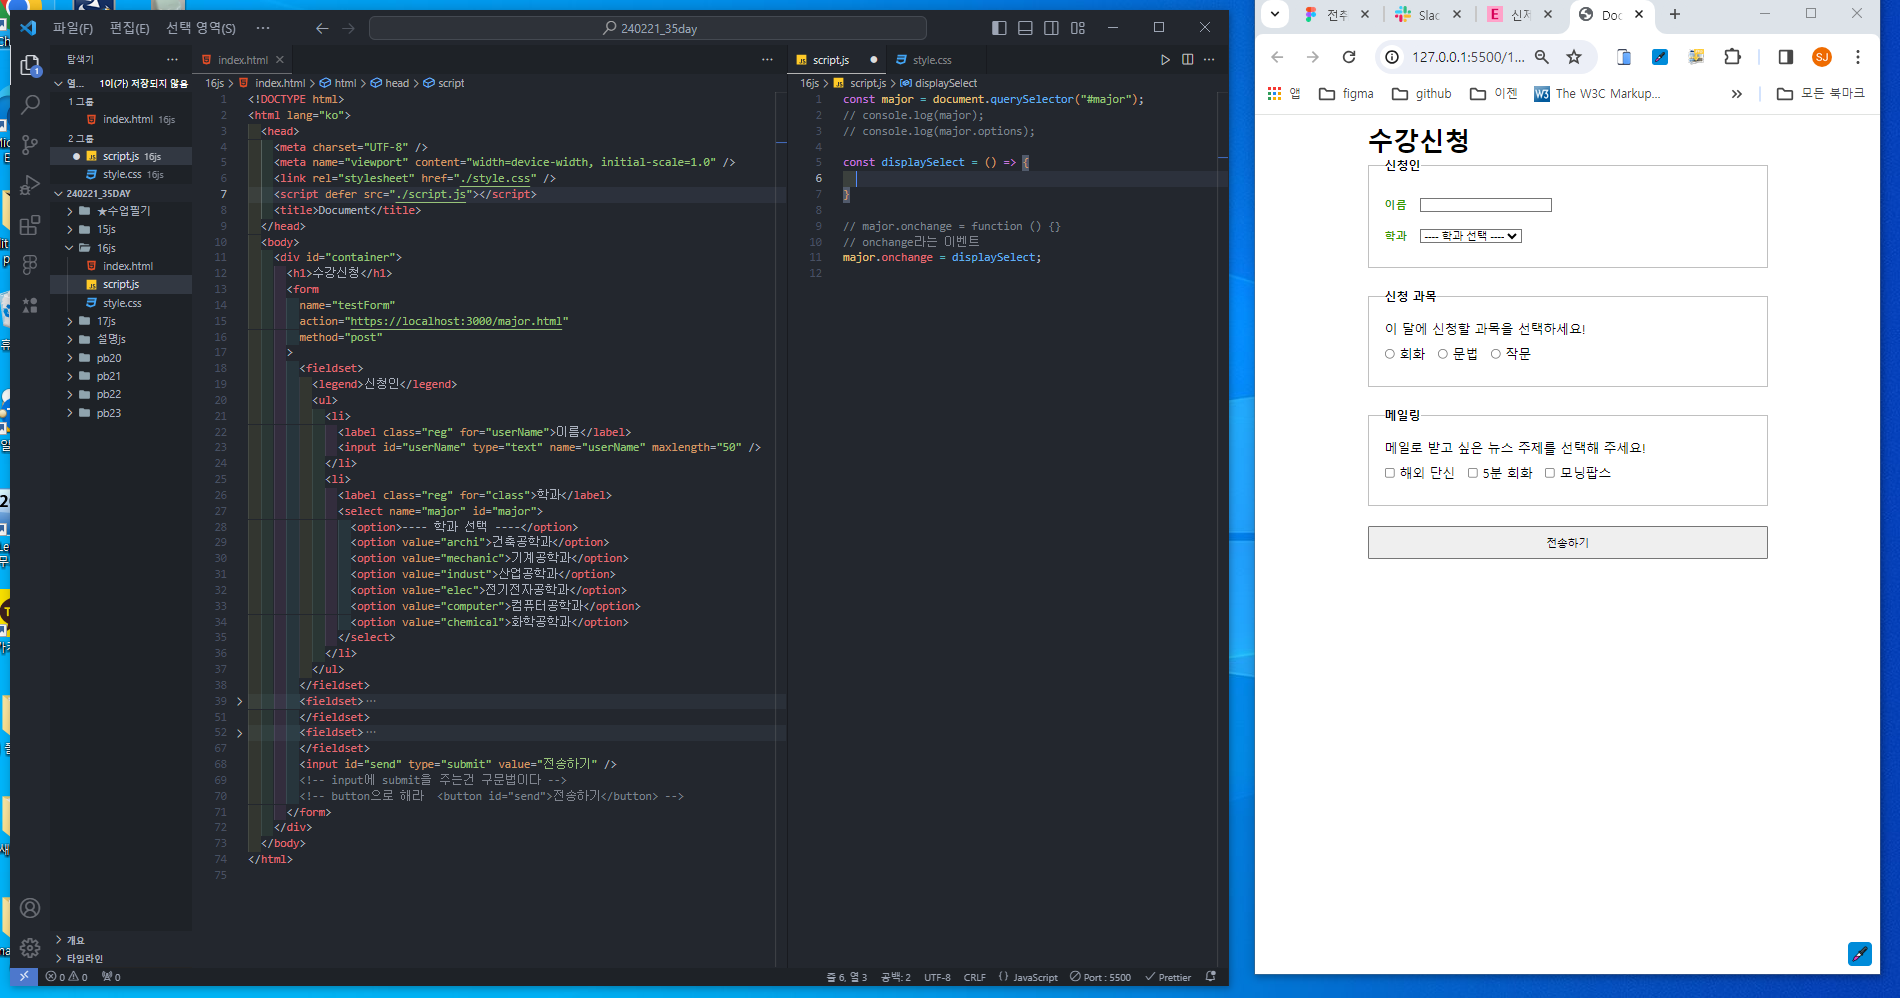 파일(F) 편집(E) 선택 영역(S) ··· 240221_35day
탐색기
열... 1이(가) 저장되지 않음
1 그룹
index.html 16js
2 그룹
script.js 16js
style.css 16js
240221_35DAY
★수업필기
15js
16js
index.html
script.js
style.css
17js
설명js
pb20
pb21
pb22
pb23
개요
타임라인
index.html
16js > index.html > html > head > script
1 <!DOCTYPE html>
2 <html lang="ko">
3 <head>
4 <meta charset="UTF-8" />
5 <meta name="viewport" content="width=device-width, initial-scale=1.0" />
6 <link rel="stylesheet" href="./style.css" />
7 <script defer src="./script.js"></script>
8 <title>Document</title>
9 </head>
10 <body>
11 <div id="container">
12 <h1>수강신청</h1>
13 <form
14 name="testForm"
15 action="https://localhost:3000/major.html"
16 method="post"
17 >
18 <fieldset>
19 <legend>신청인</legend>
20 <ul>
21 <li>
22 <label class="reg" for="userName">이름</label>
23 <input id="userName" type="text" name="userName" maxlength="50" />
24 </li>
25 <li>
26 <label class="reg" for="class">학과</label>
27 <select name="major" id="major">
28 <option>---- 학과 선택 ----</option>
29 <option value="archi">건축공학과</option>
30 <option value="mechanic">기계공학과</option>
31 <option value="indust">산업공학과</option>
32 <option value="elec">전기전자공학과</option>
33 <option value="computer">컴퓨터공학과</option>
34 <option value="chemical">화학공학과</option>
35 </select>
36 </li>
37 </ul>
38 </fieldset>
39 <fieldset>···
51 </fieldset>
52 <fieldset>···
67 </fieldset>
68 <input id="send" type="submit" value="전송하기" />
69 <!-- input에 submit을 주는건 구문법이다 -->
70 <!-- button으로 해라 <button id="send">전송하기</button> -->
71 </form>
72 </div>
73 </body>
74 </html>
75
script.js style.css
16js > script.js > displaySelect
1 const major = document.querySelector("#major");
2 // console.log(major);
3 // console.log(major.options);
4
5 const displaySelect = () => {
6
7 }
8
9 // major.onchange = function () {}
10 // onchange라는 이벤트
11 major.onchange = displaySelect;
12
0 0 0 줄 6, 열 3 공백: 2 UTF-8 CRLF {} JavaScript Port : 5500 Prettier
전추 Slac 신저 Doc
127.0.0.1:5500/1... SJ
앱 figma github 이젠 W3 The W3C Markup... » 모든 북마크
수강신청
신청인
이름
학과 ---- 학과 선택 ----
신청 과목
이 달에 신청할 과목을 선택하세요!
회화 문법 작문
메일링
메일로 받고 싶은 뉴스 주제를 선택해 주세요!
해외 단신 5분 회화 모닝팝스
전송하기